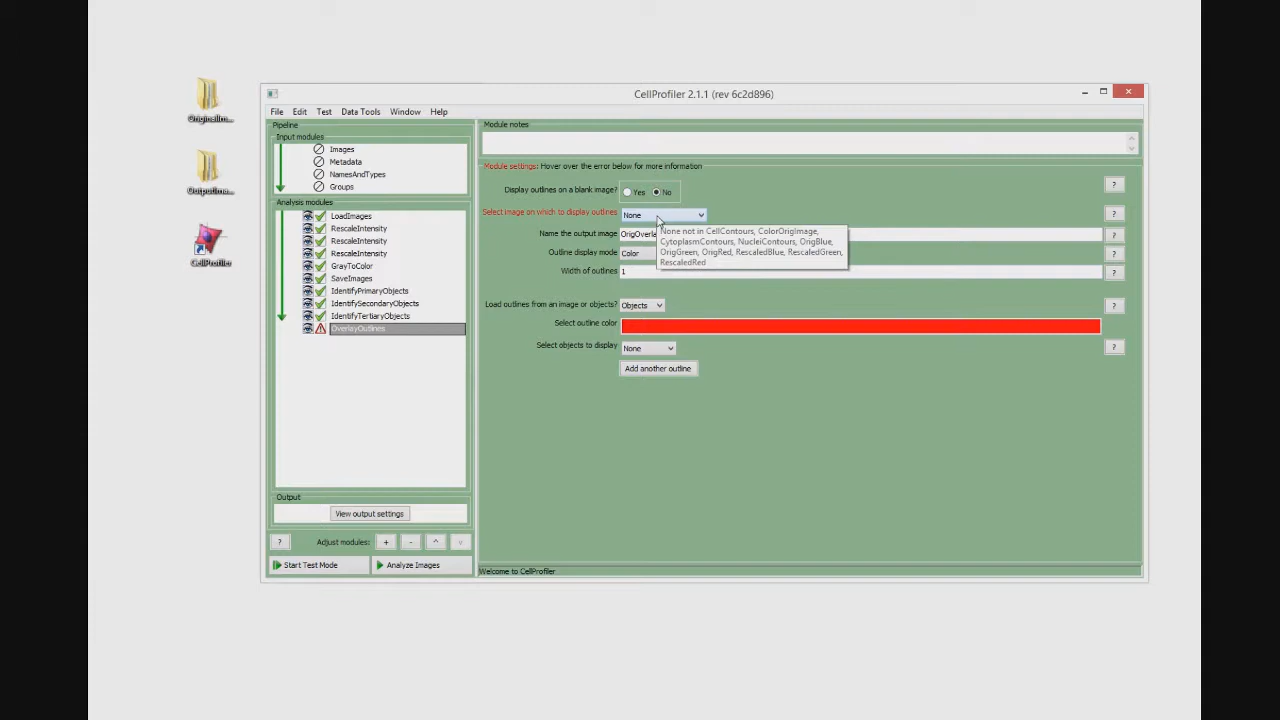 OriginalIm...
OutputIma...
CellProfiler
CellProfiler 2.1.1 (rev 6c2d896)
File Edit Test Data Tools Window Help
Pipeline
Input modules
Images
Metadata
NamesAndTypes
Groups
Analysis modules
LoadImages
RescaleIntensity
RescaleIntensity
RescaleIntensity
GrayToColor
SaveImages
IdentifyPrimaryObjects
IdentifySecondaryObjects
IdentifyTertiaryObjects
OverlayOutlines
Output
View output settings
? Adjust modules: + - ^ v
Start Test Mode Analyze Images
Module notes
Module settings: Hover over the error below for more information
Display outlines on a blank image? Yes No ?
Select image on which to display outlines None ?
None not in CellContours, ColorOrigImage,
CytoplasmContours, NucleiContours, OrigBlue,
OrigGreen, OrigRed, RescaledBlue, RescaledGreen,
RescaledRed
Name the output image OrigOverla ?
Outline display mode Color ?
Width of outlines 1 ?
Load outlines from an image or objects? Objects ?
Select outline color
Select objects to display None ?
Add another outline
Welcome to CellProfiler